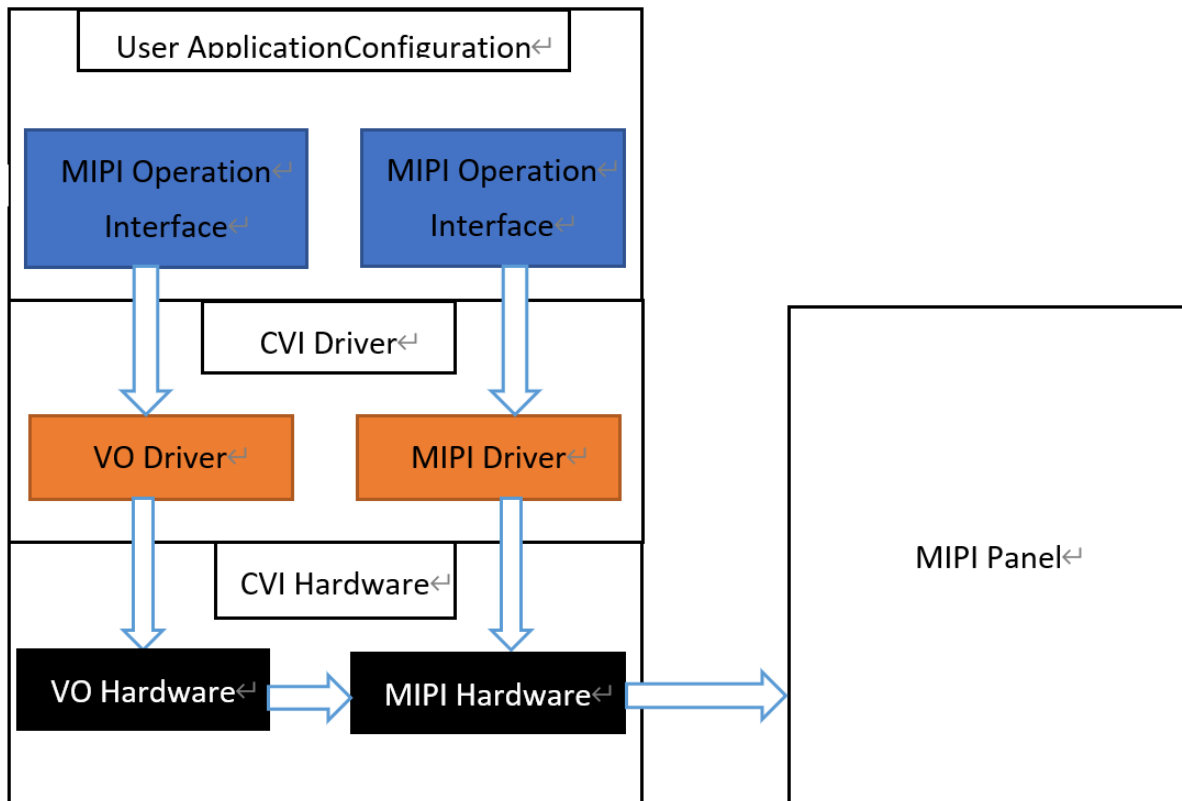 User ApplicationConfiguration↵
MIPI Operation↵
Interface↵
MIPI Operation↵
Interface↵
CVI Driver↵
VO Driver↵
MIPI Driver↵
CVI Hardware↵
VO Hardware↵
MIPI Hardware↵
MIPI Panel↵